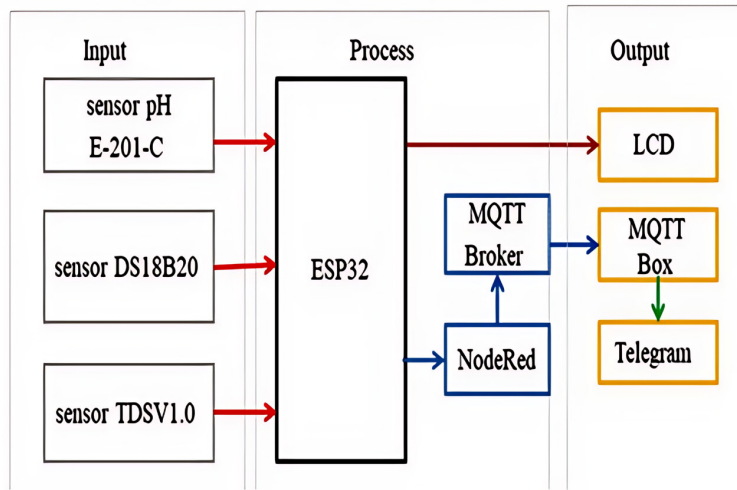 Input
Process
Output
sensor pH
E-201-C
sensor DS18B20
sensor TDSV1.0
ESP32
MQTT
Broker
NodeRed
LCD
MQTT
Box
Telegram